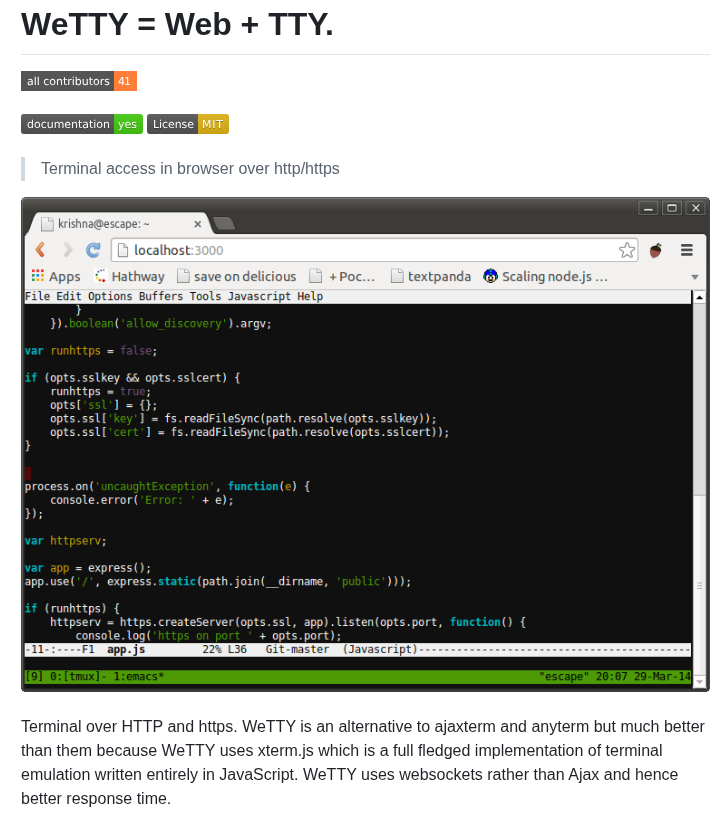 WeTTY = Web + TTY.
all contributors 41
documentation yes License MIT
Terminal access in browser over http/https
krishna@escape: ~
localhost:3000
Apps Hathway save on delicious + Poc... textpanda Scaling node.js ...
File Edit Options Buffers Tools Javascript Help
        }
    }).boolean('allow_discovery').argv;
var runhttps = false;
if (opts.sslkey && opts.sslcert) {
    runhttps = true;
    opts['ssl'] = {};
    opts.ssl['key'] = fs.readFileSync(path.resolve(opts.sslkey));
    opts.ssl['cert'] = fs.readFileSync(path.resolve(opts.sslcert));
}
process.on('uncaughtException', function(e) {
    console.error('Error: ' + e);
});
var httpserv;
var app = express();
app.use('/', express.static(path.join(__dirname, 'public')));
if (runhttps) {
    httpserv = https.createServer(opts.ssl, app).listen(opts.port, function() {
        console.log('https on port ' + opts.port);
-11-:----F1  app.js         22% L36   Git-master  (Javascript)------------------------------------------
[9] 0:[tmux]- 1:emacs* "escape" 20:07 29-Mar-14
Terminal over HTTP and https. WeTTY is an alternative to ajaxterm and anyterm but much better
than them because WeTTY uses xterm.js which is a full fledged implementation of terminal
emulation written entirely in JavaScript. WeTTY uses websockets rather than Ajax and hence
better response time.